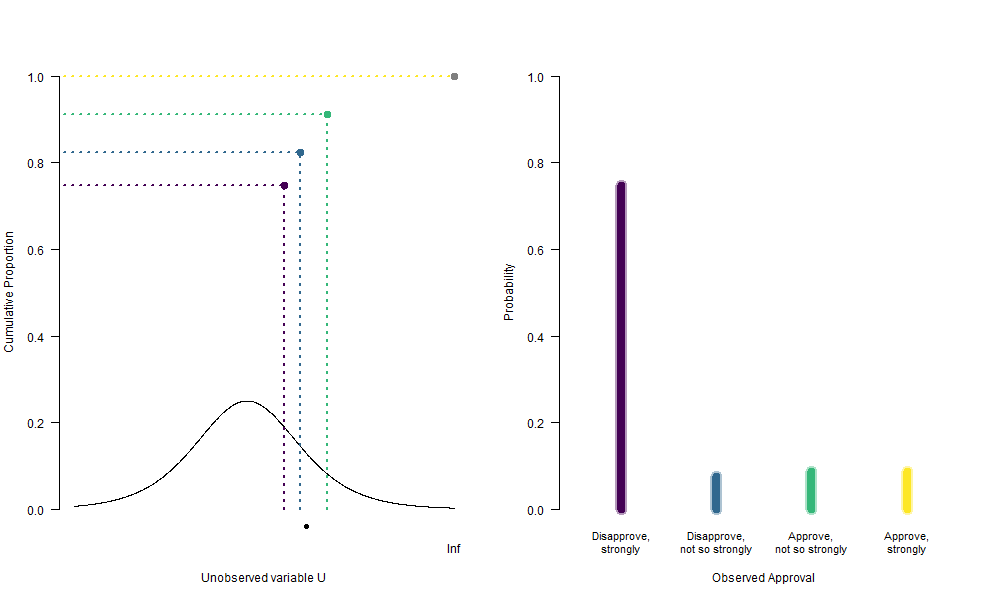 1.0
0.8
0.6
0.4
0.2
0.0
Cumulative Proportion
Inf
Unobserved variable U
1.0
0.8
0.6
0.4
0.2
0.0
Probability
Disapprove,
strongly
Disapprove,
not so strongly
Approve,
not so strongly
Approve,
strongly
Observed Approval